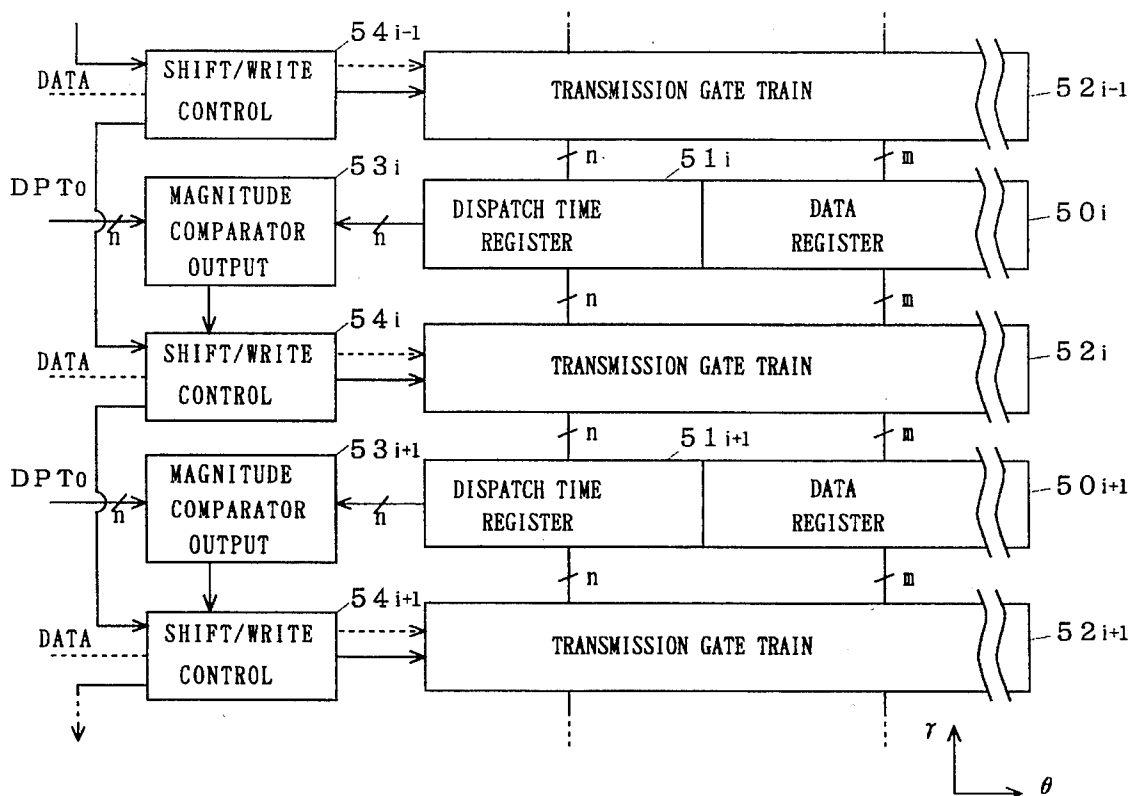 54i-1
DATA
SHIFT/WRITE
CONTROL
TRANSMISSION GATE TRAIN
52i-1
n
m
53i
51i
DPT0
n
MAGNITUDE
COMPARATOR
OUTPUT
n
DISPATCH TIME
REGISTER
DATA
REGISTER
50i
n
m
54i
DATA
SHIFT/WRITE
CONTROL
TRANSMISSION GATE TRAIN
52i
n
m
53i+1
51i+1
DPT0
n
MAGNITUDE
COMPARATOR
OUTPUT
n
DISPATCH TIME
REGISTER
DATA
REGISTER
50i+1
n
m
54i+1
DATA
SHIFT/WRITE
CONTROL
TRANSMISSION GATE TRAIN
52i+1
γ
θ